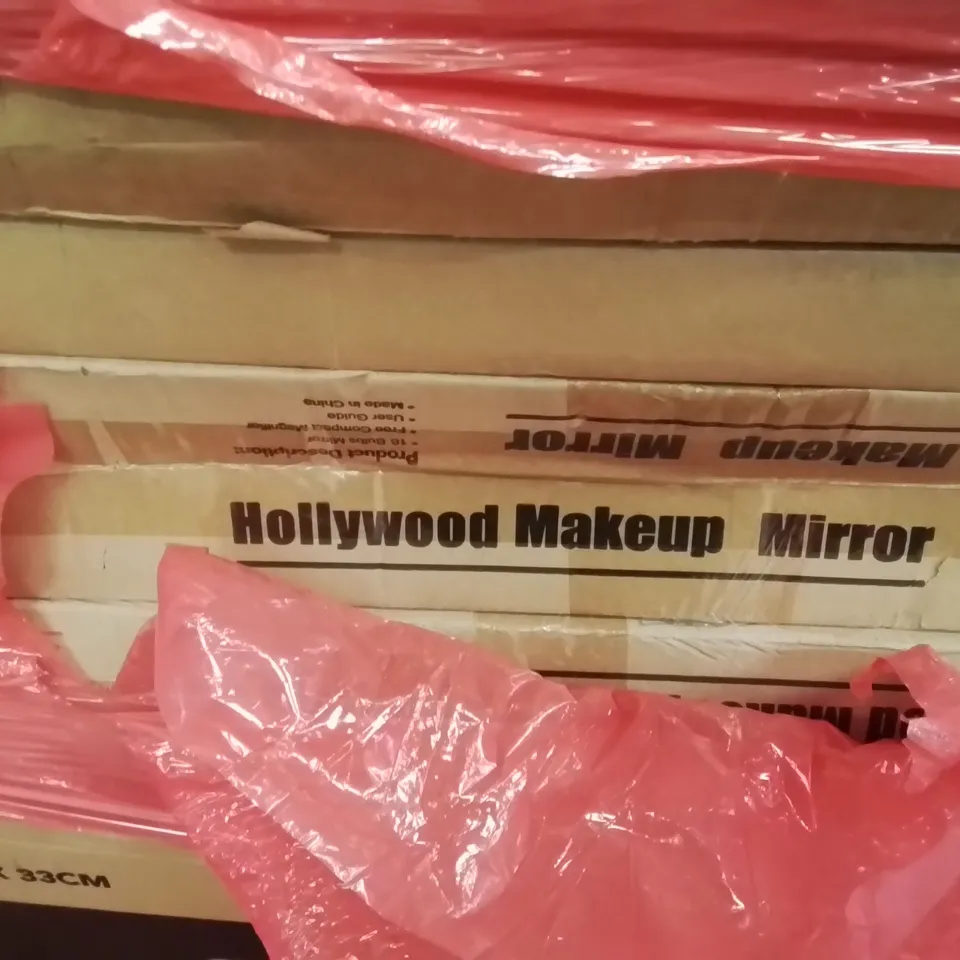 Makeup Mirror
Product Description:
* 16 Bulbs Mirror
* Free Compact Magnifier
* User Guide
* Made in China
Hollywood Makeup Mirror
33CM